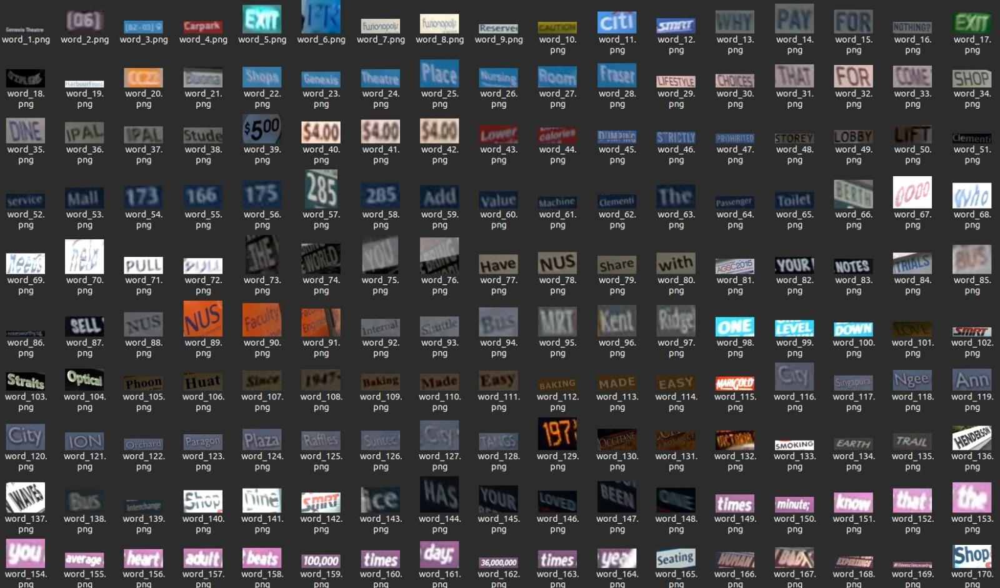 Genexis Theatre [06] [02-03] Carpark EXIT Fusionopolis Fusionopolis Reserve CAUTION citi SMRT WHY PAY FOR NOTHING? EXIT
word_1.png word_2.png word_3.png word_4.png word_5.png word_6.png word_7.png word_8.png word_9.png word_10.png word_11.png word_12.png word_13.png word_14.png word_15.png word_16.png word_17.png
STAGE HarbourFront CC22 Buona Shops Genexis Theatre Place Nursing Room Fraser LIFESTYLE CHOICES THAT FOR COME SHOP
word_18.png word_19.png word_20.png word_21.png word_22.png word_23.png word_24.png word_25.png word_26.png word_27.png word_28.png word_29.png word_30.png word_31.png word_32.png word_33.png word_34.png
DINE IPAL IPAL Stude $500 $4.00 $4.00 $4.00 Lower calories DUMPING STRICTLY PROHIBITED STOREY LOBBY LIFT Clementi
word_35.png word_36.png word_37.png word_38.png word_39.png word_40.png word_41.png word_42.png word_43.png word_44.png word_45.png word_46.png word_47.png word_48.png word_49.png word_50.png word_51.png
service Mall 173 166 175 285 285 Add Value Machine Clementi The Passenger Toilet BERTH Who
word_52.png word_53.png word_54.png word_55.png word_56.png word_57.png word_58.png word_59.png word_60.png word_61.png word_62.png word_63.png word_64.png word_65.png word_66.png word_67.png word_68.png
needs help PULL PULL THE WORLD YOU BRING Have NUS Share with AGSC2015 YOUR NOTES TRIALS BUS
word_69.png word_70.png word_71.png word_72.png word_73.png word_74.png word_75.png word_76.png word_77.png word_78.png word_79.png word_80.png word_81.png word_82.png word_83.png word_84.png word_85.png
SELL NUS NUS Faculty Engine Internal Shuttle Bus MRT Kent Ridge ONE LEVEL DOWN LOVE SMRT
word_86.png word_87.png word_88.png word_89.png word_90.png word_91.png word_92.png word_93.png word_94.png word_95.png word_96.png word_97.png word_98.png word_99.png word_100.png word_101.png word_102.png
Straits Optical Phoon Huat Since 1947 Baking Made Easy BAKING MADE EASY MARIGOLD City Singapura Ngee Ann
word_103.png word_104.png word_105.png word_106.png word_107.png word_108.png word_109.png word_110.png word_111.png word_112.png word_113.png word_114.png word_115.png word_116.png word_117.png word_118.png word_119.png
City ION Orchard Paragon Plaza Raffles Suntec City TANGS 197 OCCITANE SMOKING EARTH TRAIL HENDERSON
word_120.png word_121.png word_122.png word_123.png word_124.png word_125.png word_126.png word_127.png word_128.png word_129.png word_130.png word_131.png word_132.png word_133.png word_134.png word_135.png word_136.png
WAVES Bus Interchange Shop Dine SMRT ice HAS YOUR LOVED BEEN ONE times minute; know that the
word_137.png word_138.png word_139.png word_140.png word_141.png word_142.png word_143.png word_144.png word_145.png word_146.png word_147.png word_148.png word_149.png word_150.png word_151.png word_152.png word_153.png
you average heart adult beats 100,000 times day; 36,000,000 times year Seating HUMAN BODY EXPERIENCE #ilovesciencecentre Shop
word_154.png word_155.png word_156.png word_157.png word_158.png word_159.png word_160.png word_161.png word_162.png word_163.png word_164.png word_165.png word_166.png word_167.png word_168.png word_169.png word_170.png